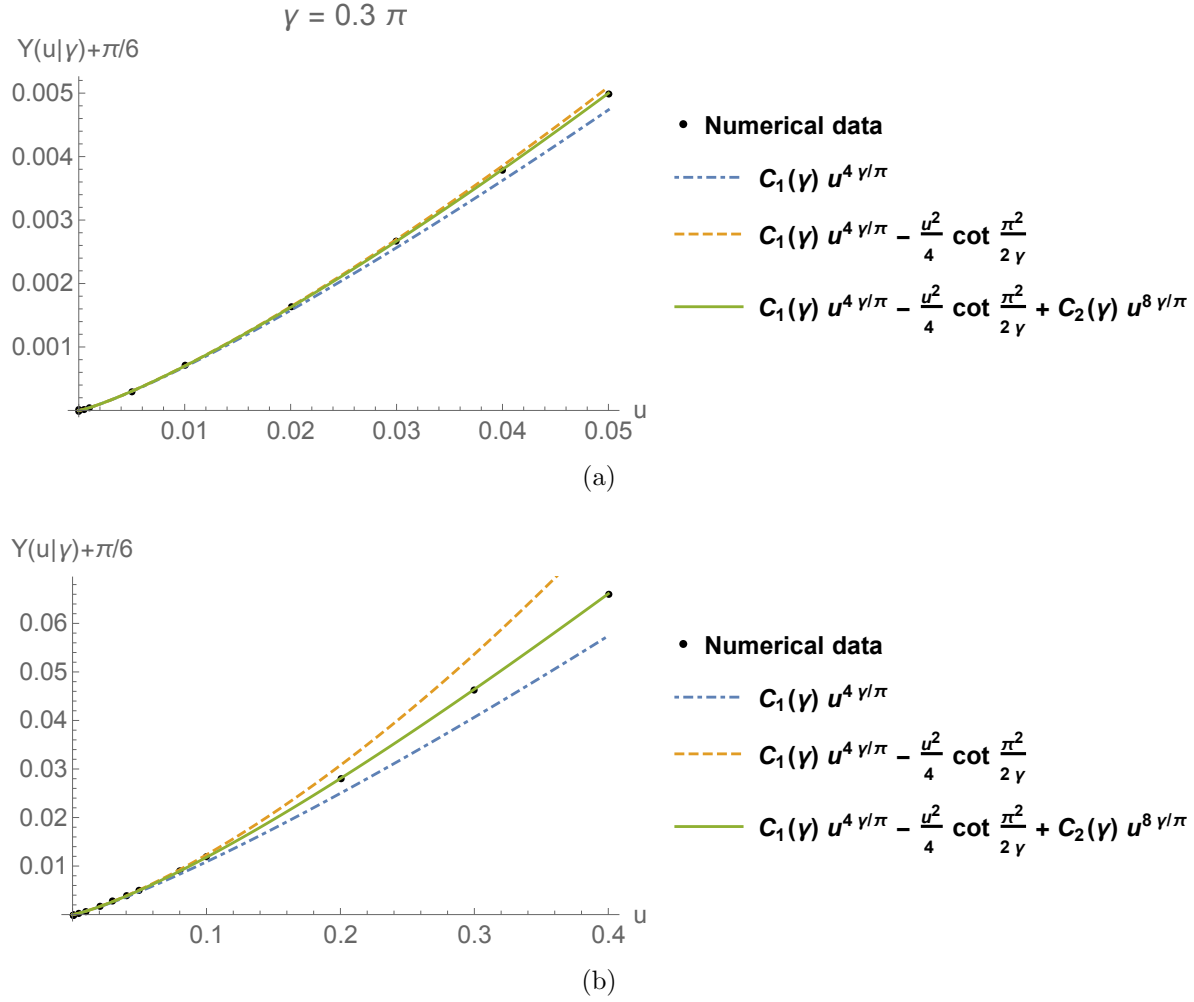 γ = 0.3 π
Y(u|γ)+π/6
0.005
0.004
0.003
0.002
0.001
0.01 0.02 0.03 0.04 0.05
u
• Numerical data
C₁(γ) u^{4 γ/π}
C₁(γ) u^{4 γ/π} − u²/4 cot π²/2γ
C₁(γ) u^{4 γ/π} − u²/4 cot π²/2γ + C₂(γ) u^{8 γ/π}
(a)
Y(u|γ)+π/6
0.06
0.05
0.04
0.03
0.02
0.01
0.1 0.2 0.3 0.4
u
• Numerical data
C₁(γ) u^{4 γ/π}
C₁(γ) u^{4 γ/π} − u²/4 cot π²/2γ
C₁(γ) u^{4 γ/π} − u²/4 cot π²/2γ + C₂(γ) u^{8 γ/π}
(b)